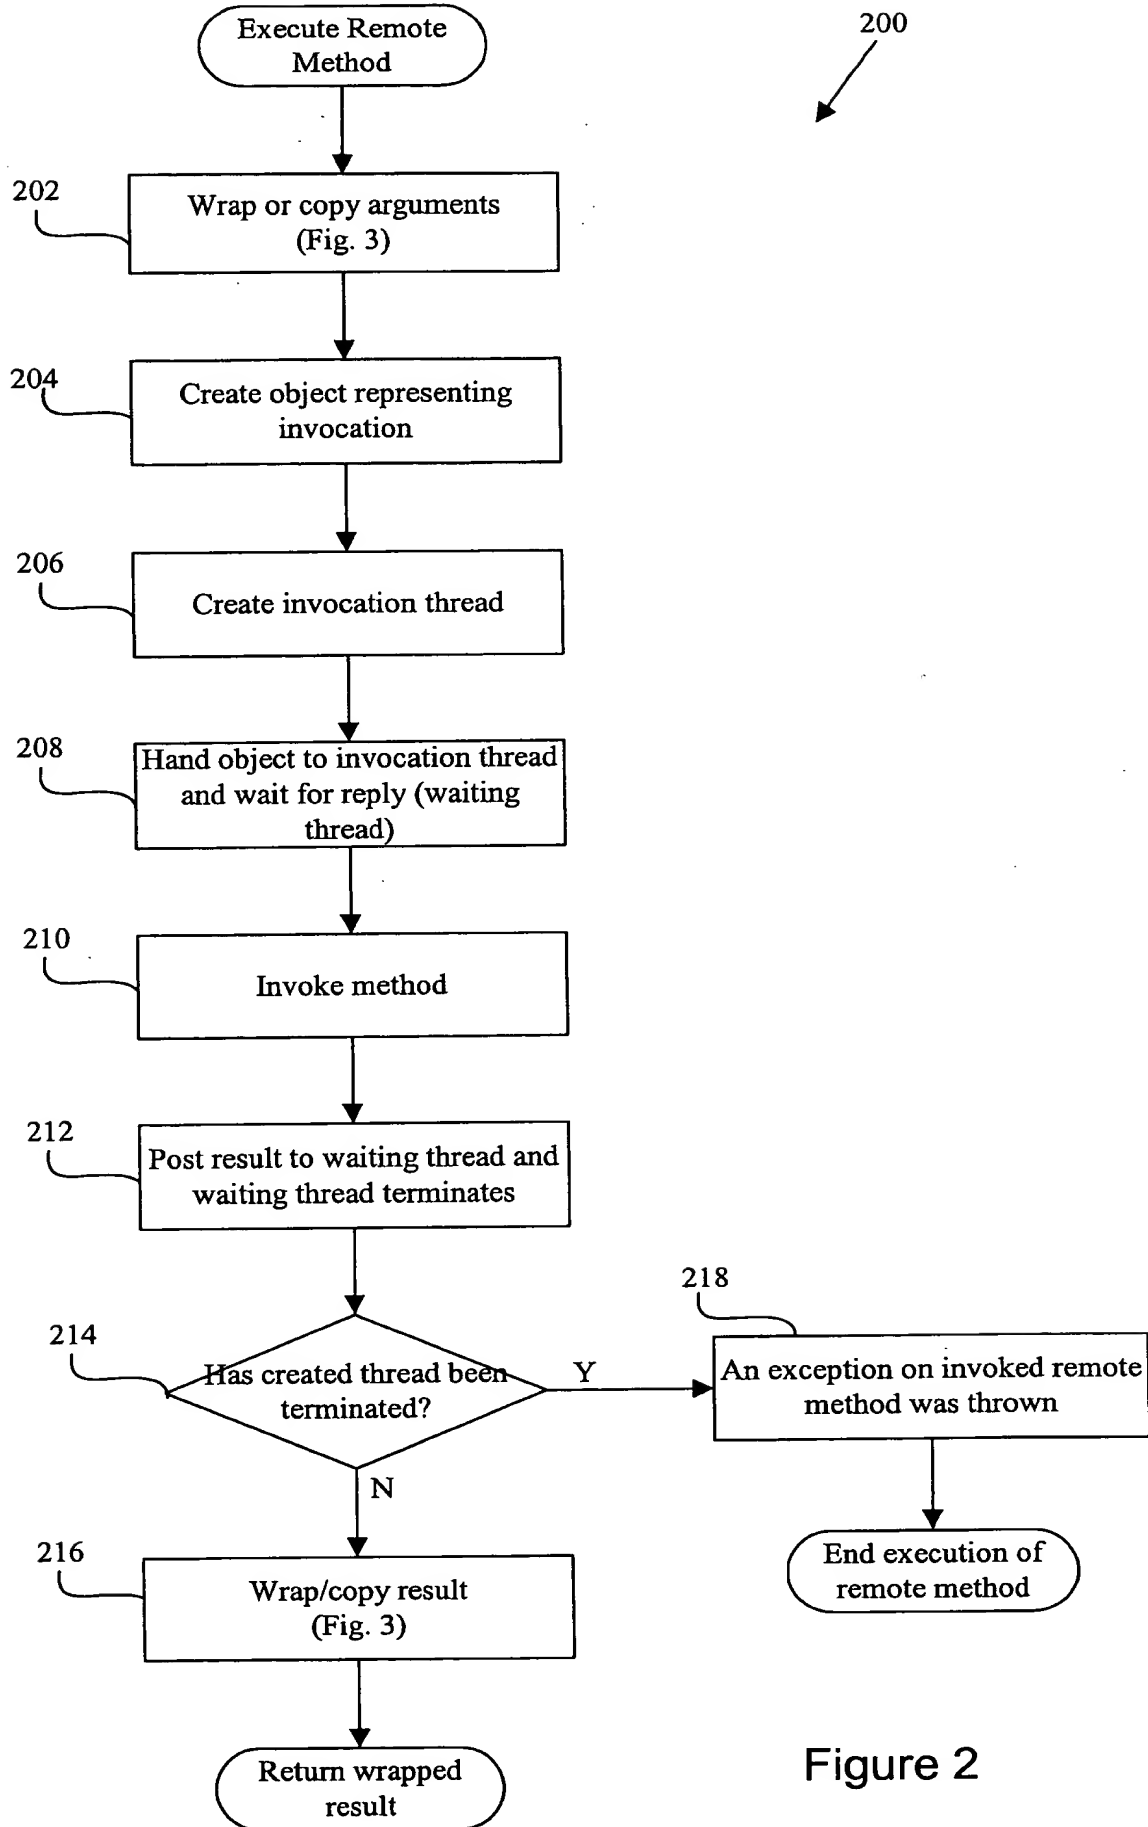 Execute Remote
Method
200
202
Wrap or copy arguments
(Fig. 3)
204
Create object representing
invocation
206
Create invocation thread
208
Hand object to invocation thread
and wait for reply (waiting
thread)
210
Invoke method
212
Post result to waiting thread and
waiting thread terminates
214
Has created thread been
terminated?
Y
218
An exception on invoked remote
method was thrown
N
216
Wrap/copy result
(Fig. 3)
End execution of
remote method
Return wrapped
result
Figure 2